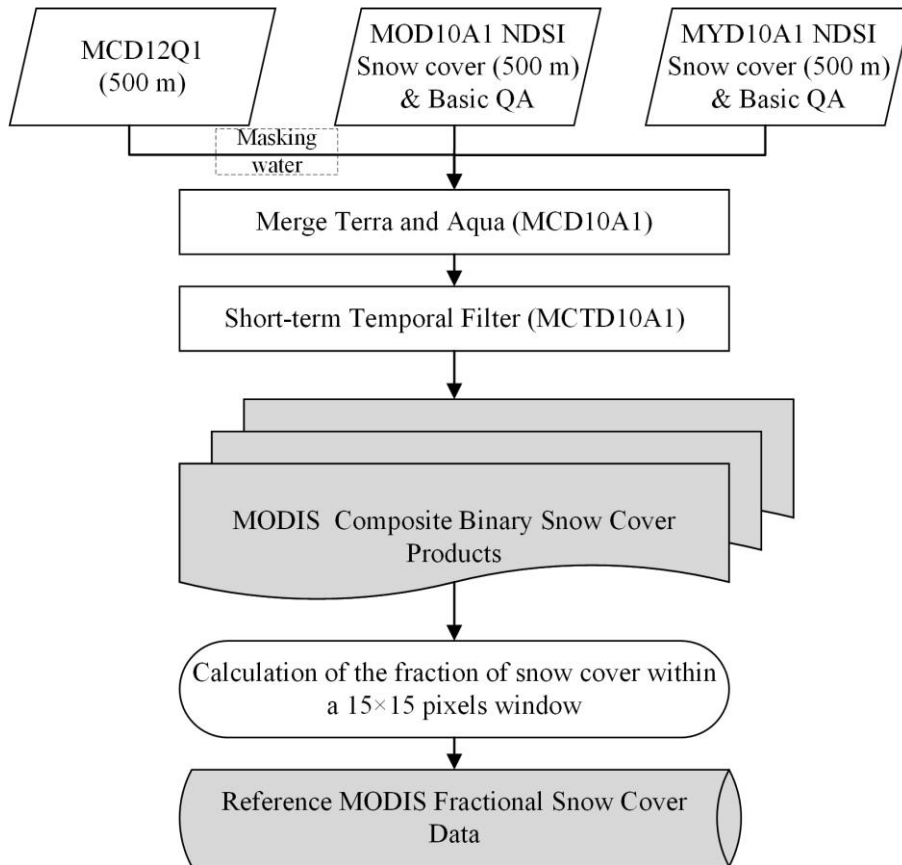 MCD12Q1
(500 m)
MOD10A1 NDSI
Snow cover (500 m)
& Basic QA
MYD10A1 NDSI
Snow cover (500 m)
& Basic QA
Masking
water
Merge Terra and Aqua (MCD10A1)
Short-term Temporal Filter (MCTD10A1)
MODIS Composite Binary Snow Cover
Products
Calculation of the fraction of snow cover within
a 15×15 pixels window
Reference MODIS Fractional Snow Cover
Data